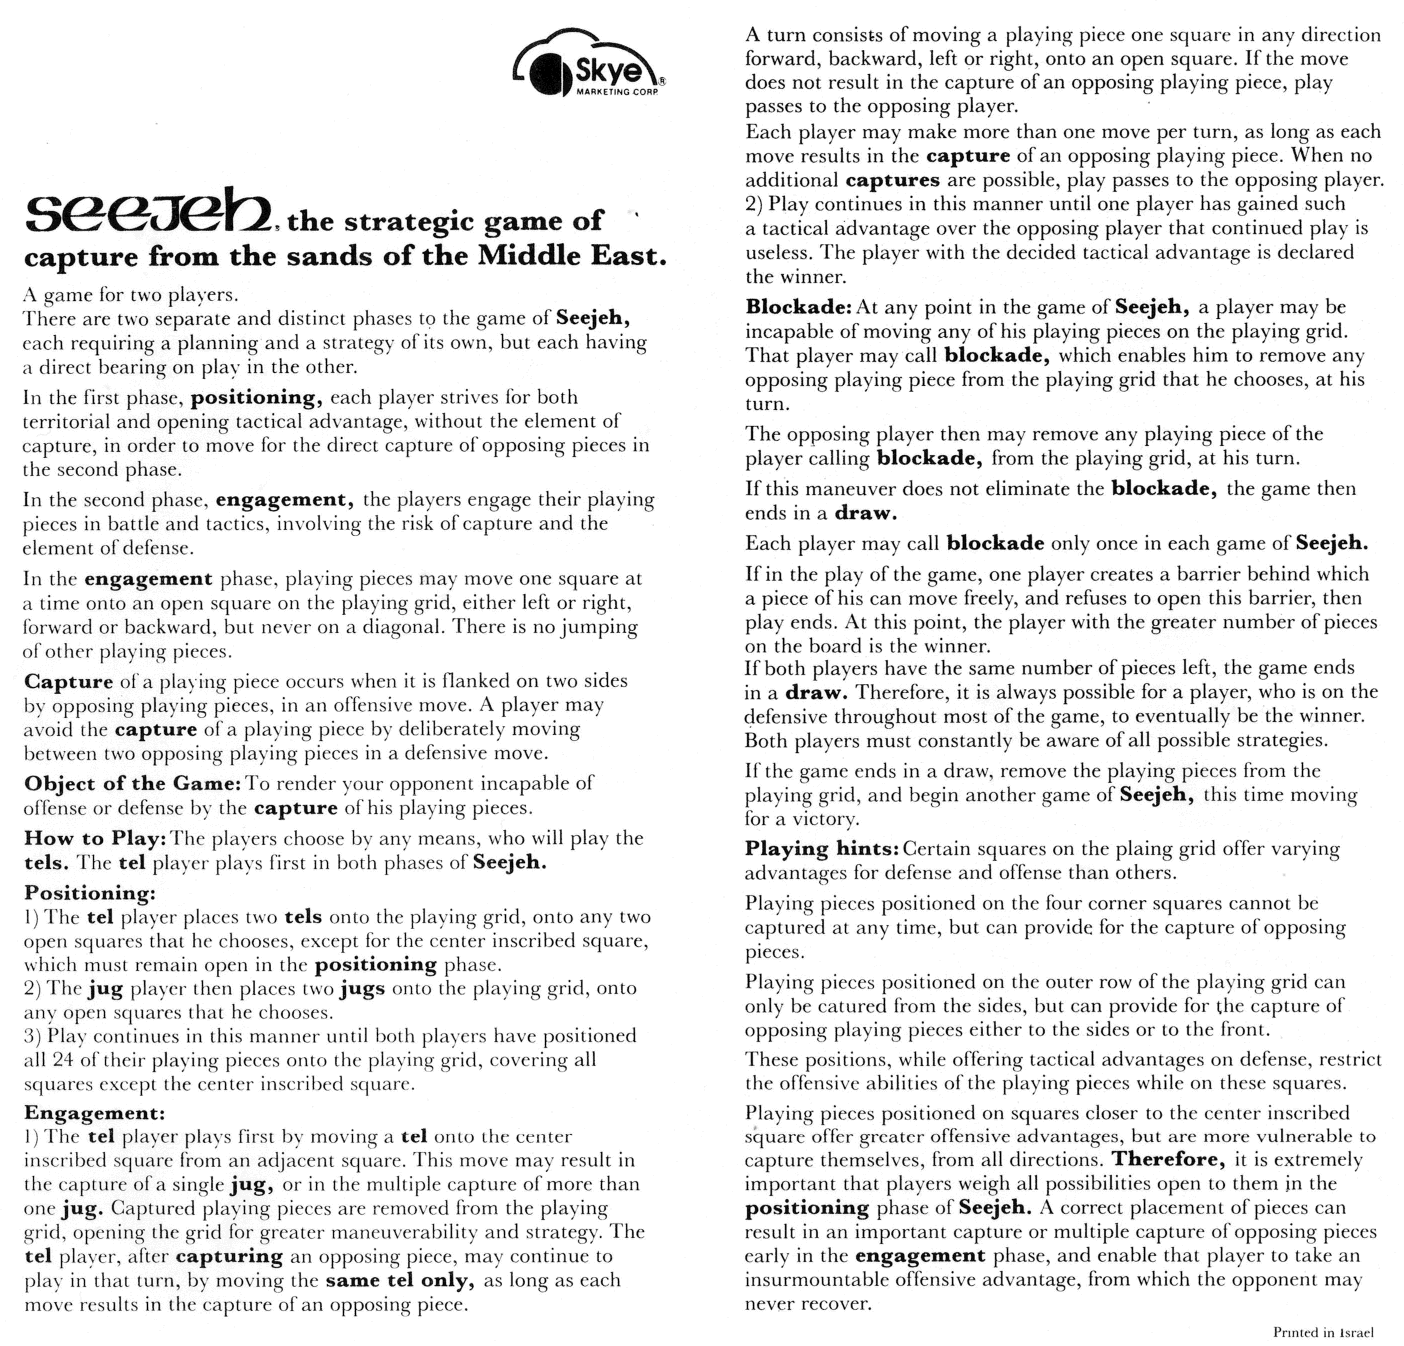 Skye®
MARKETING CORP.
seejeh, the strategic game of
capture from the sands of the Middle East.
A game for two players.
There are two separate and distinct phases to the game of Seejeh,
each requiring a planning and a strategy of its own, but each having
a direct bearing on play in the other.
In the first phase, positioning, each player strives for both
territorial and opening tactical advantage, without the element of
capture, in order to move for the direct capture of opposing pieces in
the second phase.
In the second phase, engagement, the players engage their playing
pieces in battle and tactics, involving the risk of capture and the
element of defense.
In the engagement phase, playing pieces may move one square at
a time onto an open square on the playing grid, either left or right,
forward or backward, but never on a diagonal. There is no jumping
of other playing pieces.
Capture of a playing piece occurs when it is flanked on two sides
by opposing playing pieces, in an offensive move. A player may
avoid the capture of a playing piece by deliberately moving
between two opposing playing pieces in a defensive move.
Object of the Game: To render your opponent incapable of
offense or defense by the capture of his playing pieces.
How to Play: The players choose by any means, who will play the
tels. The tel player plays first in both phases of Seejeh.
Positioning:
1) The tel player places two tels onto the playing grid, onto any two
open squares that he chooses, except for the center inscribed square,
which must remain open in the positioning phase.
2) The jug player then places two jugs onto the playing grid, onto
any open squares that he chooses.
3) Play continues in this manner until both players have positioned
all 24 of their playing pieces onto the playing grid, covering all
squares except the center inscribed square.
Engagement:
1) The tel player plays first by moving a tel onto the center
inscribed square from an adjacent square. This move may result in
the capture of a single jug, or in the multiple capture of more than
one jug. Captured playing pieces are removed from the playing
grid, opening the grid for greater maneuverability and strategy. The
tel player, after capturing an opposing piece, may continue to
play in that turn, by moving the same tel only, as long as each
move results in the capture of an opposing piece.
A turn consists of moving a playing piece one square in any direction
forward, backward, left or right, onto an open square. If the move
does not result in the capture of an opposing playing piece, play
passes to the opposing player.
Each player may make more than one move per turn, as long as each
move results in the capture of an opposing playing piece. When no
additional captures are possible, play passes to the opposing player.
2) Play continues in this manner until one player has gained such
a tactical advantage over the opposing player that continued play is
useless. The player with the decided tactical advantage is declared
the winner.
Blockade: At any point in the game of Seejeh, a player may be
incapable of moving any of his playing pieces on the playing grid.
That player may call blockade, which enables him to remove any
opposing playing piece from the playing grid that he chooses, at his
turn.
The opposing player then may remove any playing piece of the
player calling blockade, from the playing grid, at his turn.
If this maneuver does not eliminate the blockade, the game then
ends in a draw.
Each player may call blockade only once in each game of Seejeh.
If in the play of the game, one player creates a barrier behind which
a piece of his can move freely, and refuses to open this barrier, then
play ends. At this point, the player with the greater number of pieces
on the board is the winner.
If both players have the same number of pieces left, the game ends
in a draw. Therefore, it is always possible for a player, who is on the
defensive throughout most of the game, to eventually be the winner.
Both players must constantly be aware of all possible strategies.
If the game ends in a draw, remove the playing pieces from the
playing grid, and begin another game of Seejeh, this time moving
for a victory.
Playing hints: Certain squares on the plaing grid offer varying
advantages for defense and offense than others.
Playing pieces positioned on the four corner squares cannot be
captured at any time, but can provide for the capture of opposing
pieces.
Playing pieces positioned on the outer row of the playing grid can
only be catured from the sides, but can provide for the capture of
opposing playing pieces either to the sides or to the front.
These positions, while offering tactical advantages on defense, restrict
the offensive abilities of the playing pieces while on these squares.
Playing pieces positioned on squares closer to the center inscribed
square offer greater offensive advantages, but are more vulnerable to
capture themselves, from all directions. Therefore, it is extremely
important that players weigh all possibilities open to them in the
positioning phase of Seejeh. A correct placement of pieces can
result in an important capture or multiple capture of opposing pieces
early in the engagement phase, and enable that player to take an
insurmountable offensive advantage, from which the opponent may
never recover.
Printed in Israel